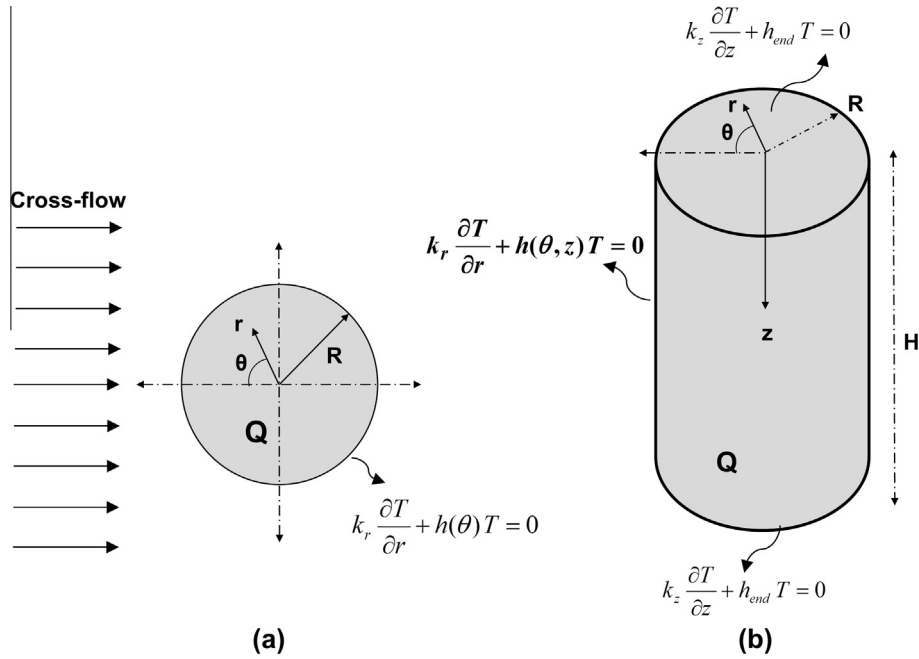 Cross-flow
r
θ
R
Q
k_r ∂T/∂r + h(θ) T = 0
(a)
k_z ∂T/∂z + h_end T = 0
r
R
θ
k_r ∂T/∂r + h(θ, z) T = 0
z
H
Q
k_z ∂T/∂z + h_end T = 0
(b)